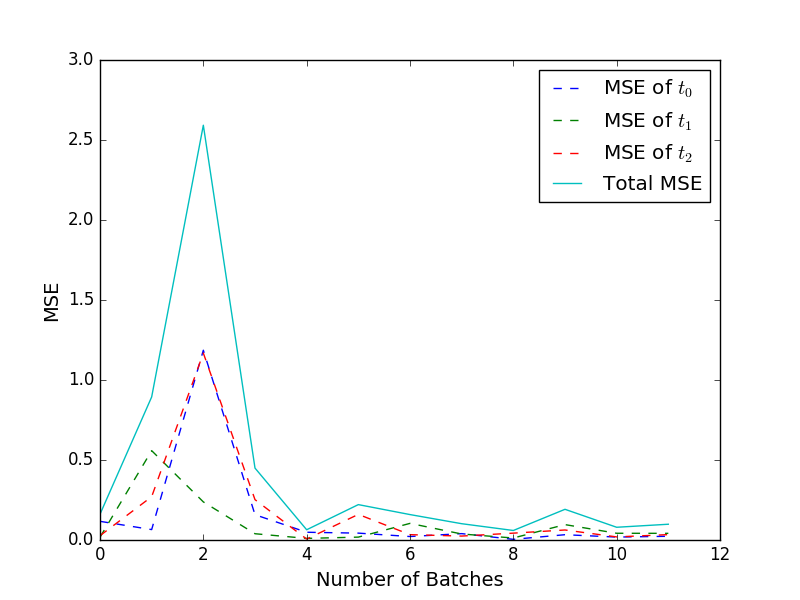 3.0
2.5
2.0
1.5
1.0
0.5
0.0
MSE
MSE of t₀
MSE of t₁
MSE of t₂
Total MSE
0 2 4 6 8 10 12
Number of Batches